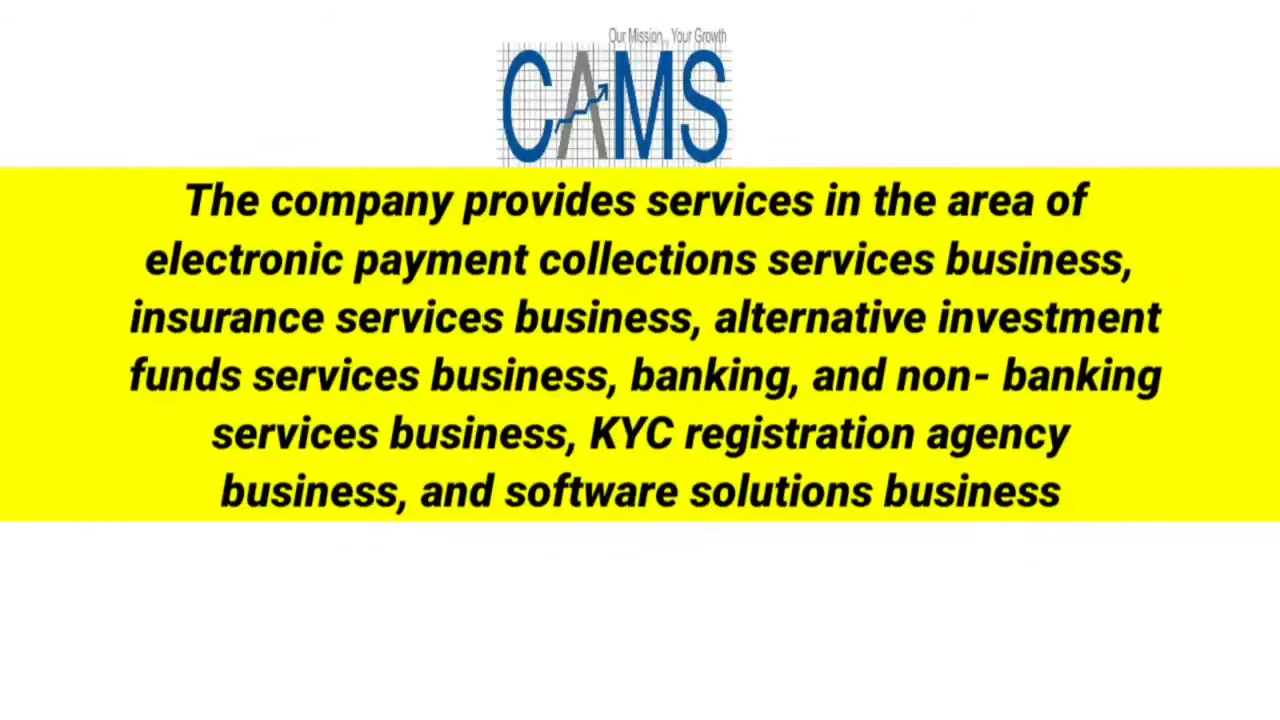 Our Mission... Your Growth
CAMS
The company provides services in the area of
electronic payment collections services business,
insurance services business, alternative investment
funds services business, banking, and non- banking
services business, KYC registration agency
business, and software solutions business